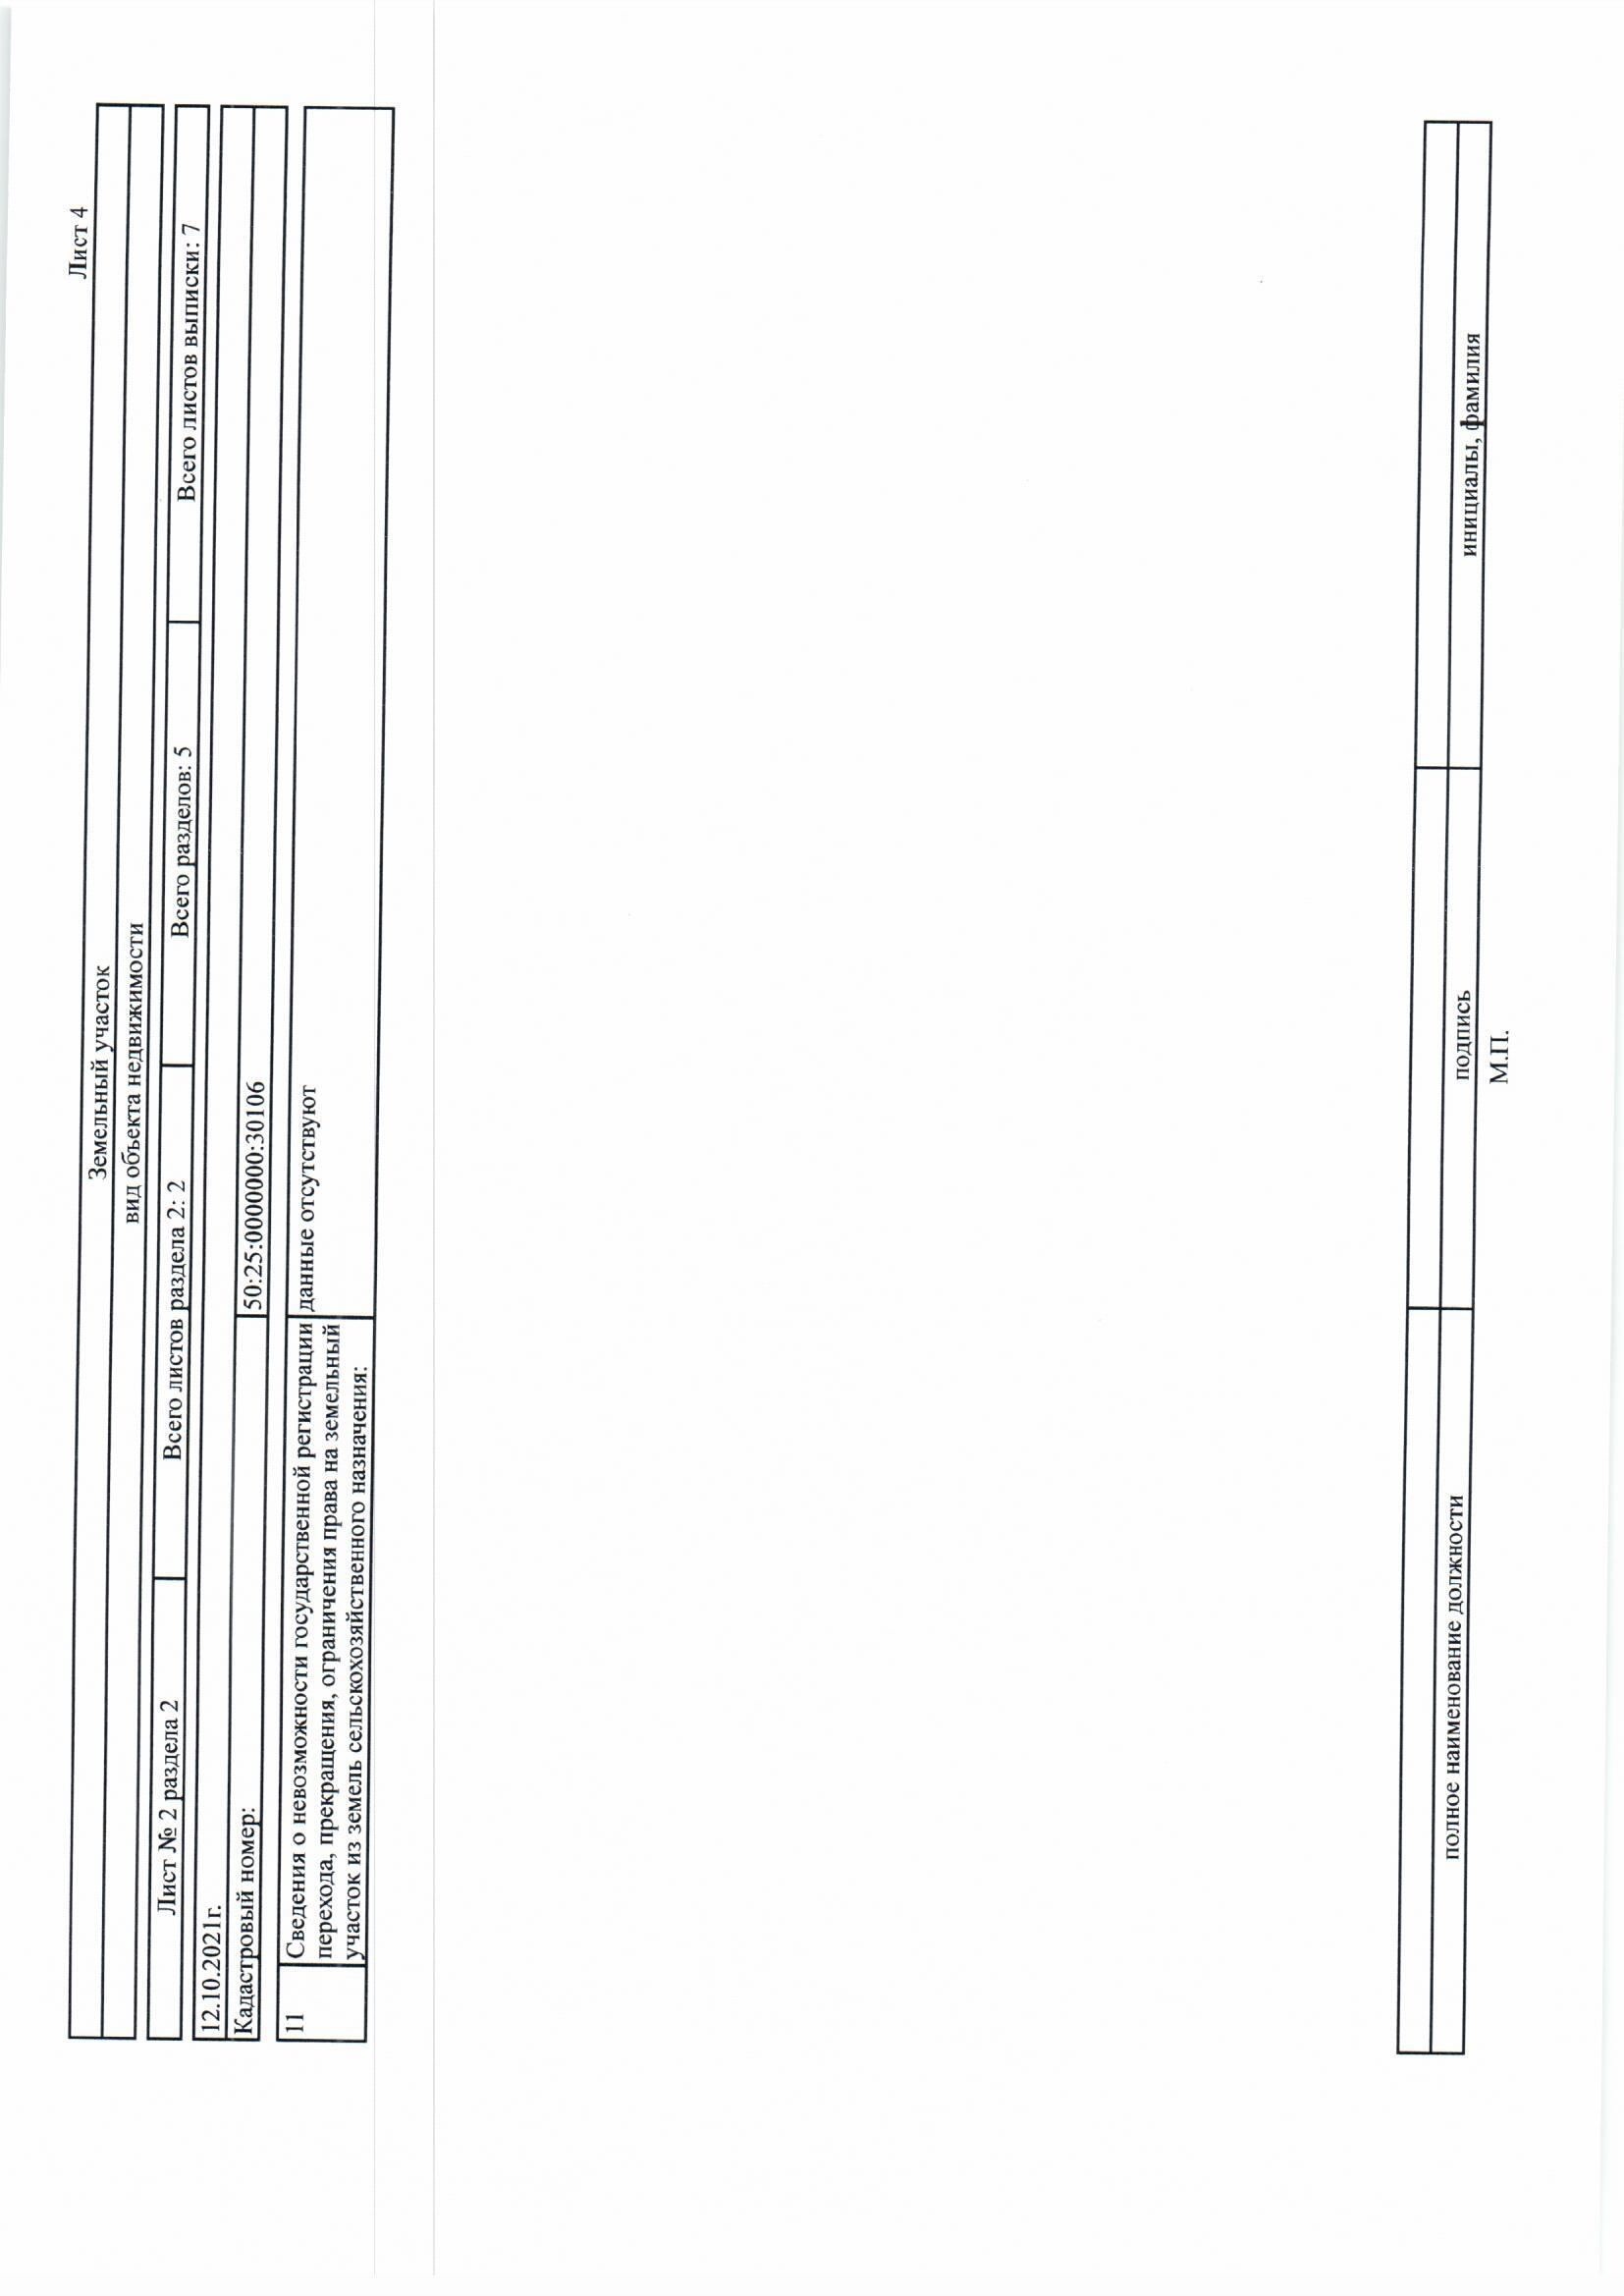 Лист 4
Земельный участок
вид объекта недвижимости
Лист № 2 раздела 2 Всего листов раздела 2: 2 Всего разделов: 5 Всего листов выписки: 7
12.10.2021г.
Кадастровый номер: 50:25:0000000:30106
11 Сведения о невозможности государственной регистрации данные отсутствуют
перехода, прекращения, ограничения права на земельный
участок из земель сельскохозяйственного назначения:
полное наименование должности подпись инициалы, фамилия
М.П.